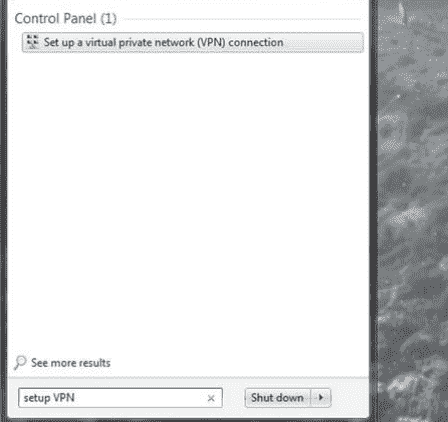 Control Panel (1)
Set up a virtual private network (VPN) connection
See more results
setup VPN
Shut down